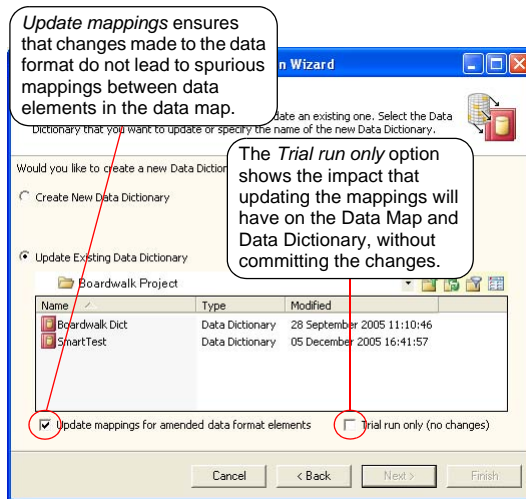 Update mappings ensures
that changes made to the data
format do not lead to spurious
mappings between data
elements in the data map.
n Wizard
date an existing one. Select the Data
Dictionary that you want to update or specify the name of the new Data Dictionary.
Would you like to create a new Data Diction
The Trial run only option
shows the impact that
updating the mappings will
have on the Data Map and
Data Dictionary, without
committing the changes.
Create New Data Dictionary
Update Existing Data Dictionary
Boardwalk Project
Name Type Modified
Boardwalk Dict Data Dictionary 28 September 2005 11:10:46
SmartTest Data Dictionary 05 December 2005 16:41:57
Update mappings for amended data format elements Trial run only (no changes)
Cancel < Back Next > Finish